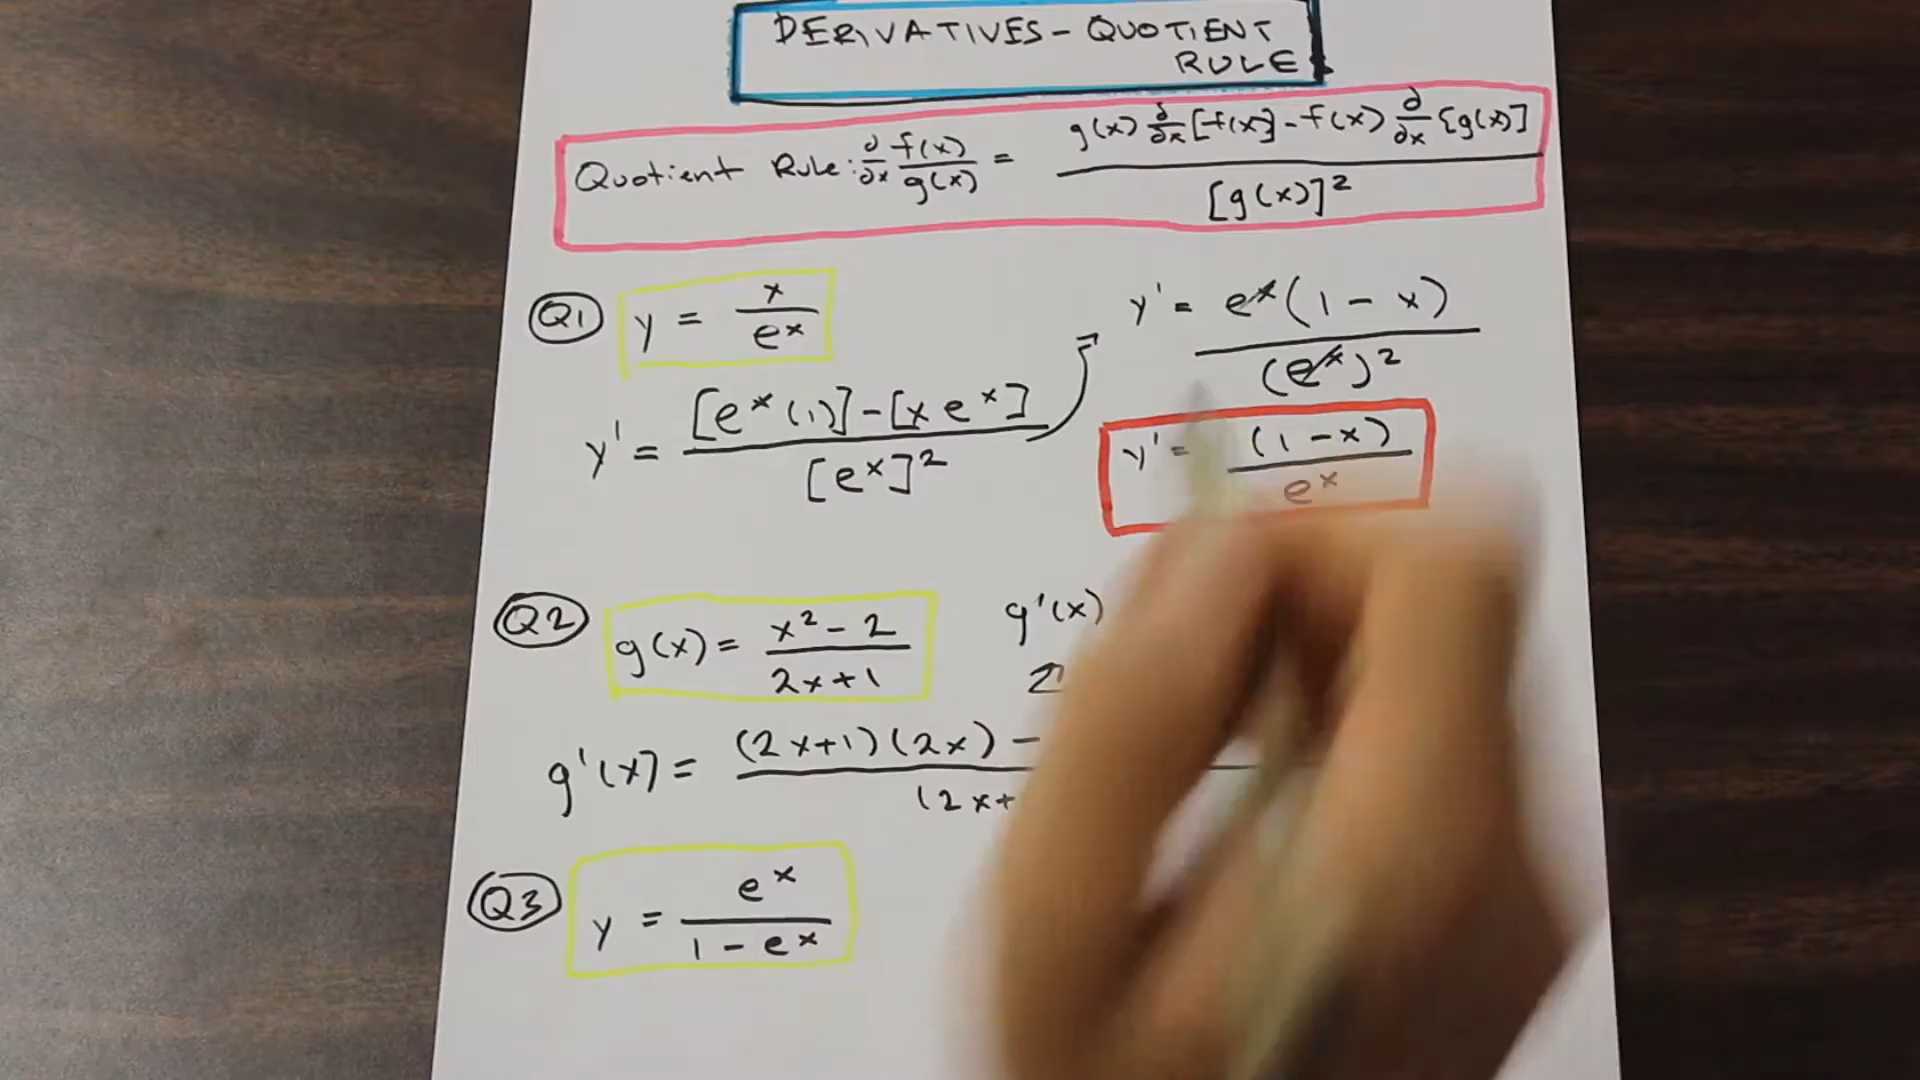 DERIVATIVES - QUOTIENT
RULE
Quotient Rule: ∂/∂x f(x)/g(x) = g(x) ∂/∂x [f(x)] - f(x) ∂/∂x [g(x)] / [g(x)]²
Q1 y = x / eˣ
y' = [eˣ(1)] - [x eˣ] / [eˣ]²
y' = eˣ(1 - x) / (eˣ)²
y' = (1 - x) / eˣ
Q2 g(x) = x² - 2 / 2x + 1
g'(x)
g'(x) = (2x+1)(2x) - / (2x+
Q3 y = eˣ / 1 - eˣ